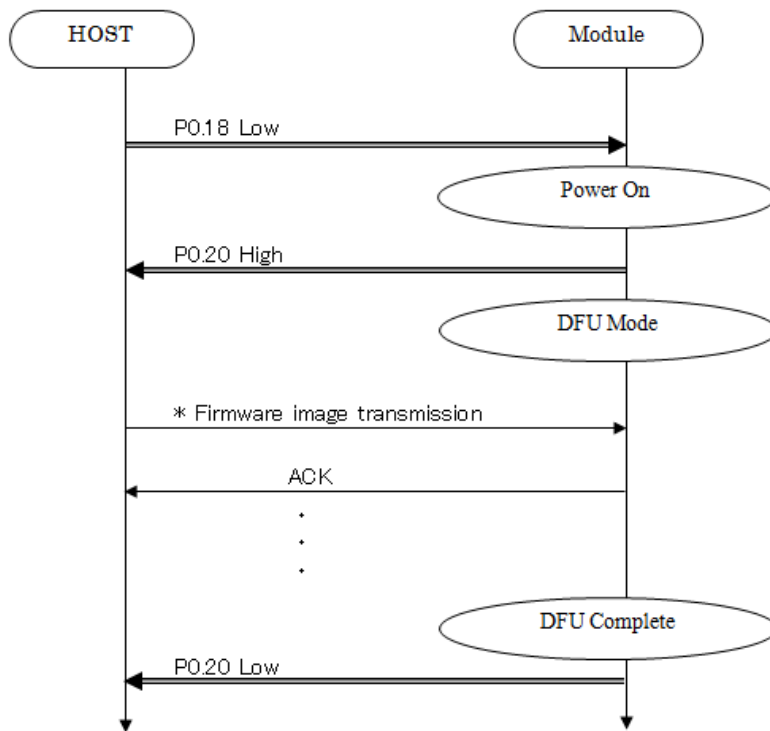 HOST
Module
P0.18 Low
Power On
P0.20 High
DFU Mode
* Firmware image transmission
ACK
DFU Complete
P0.20 Low